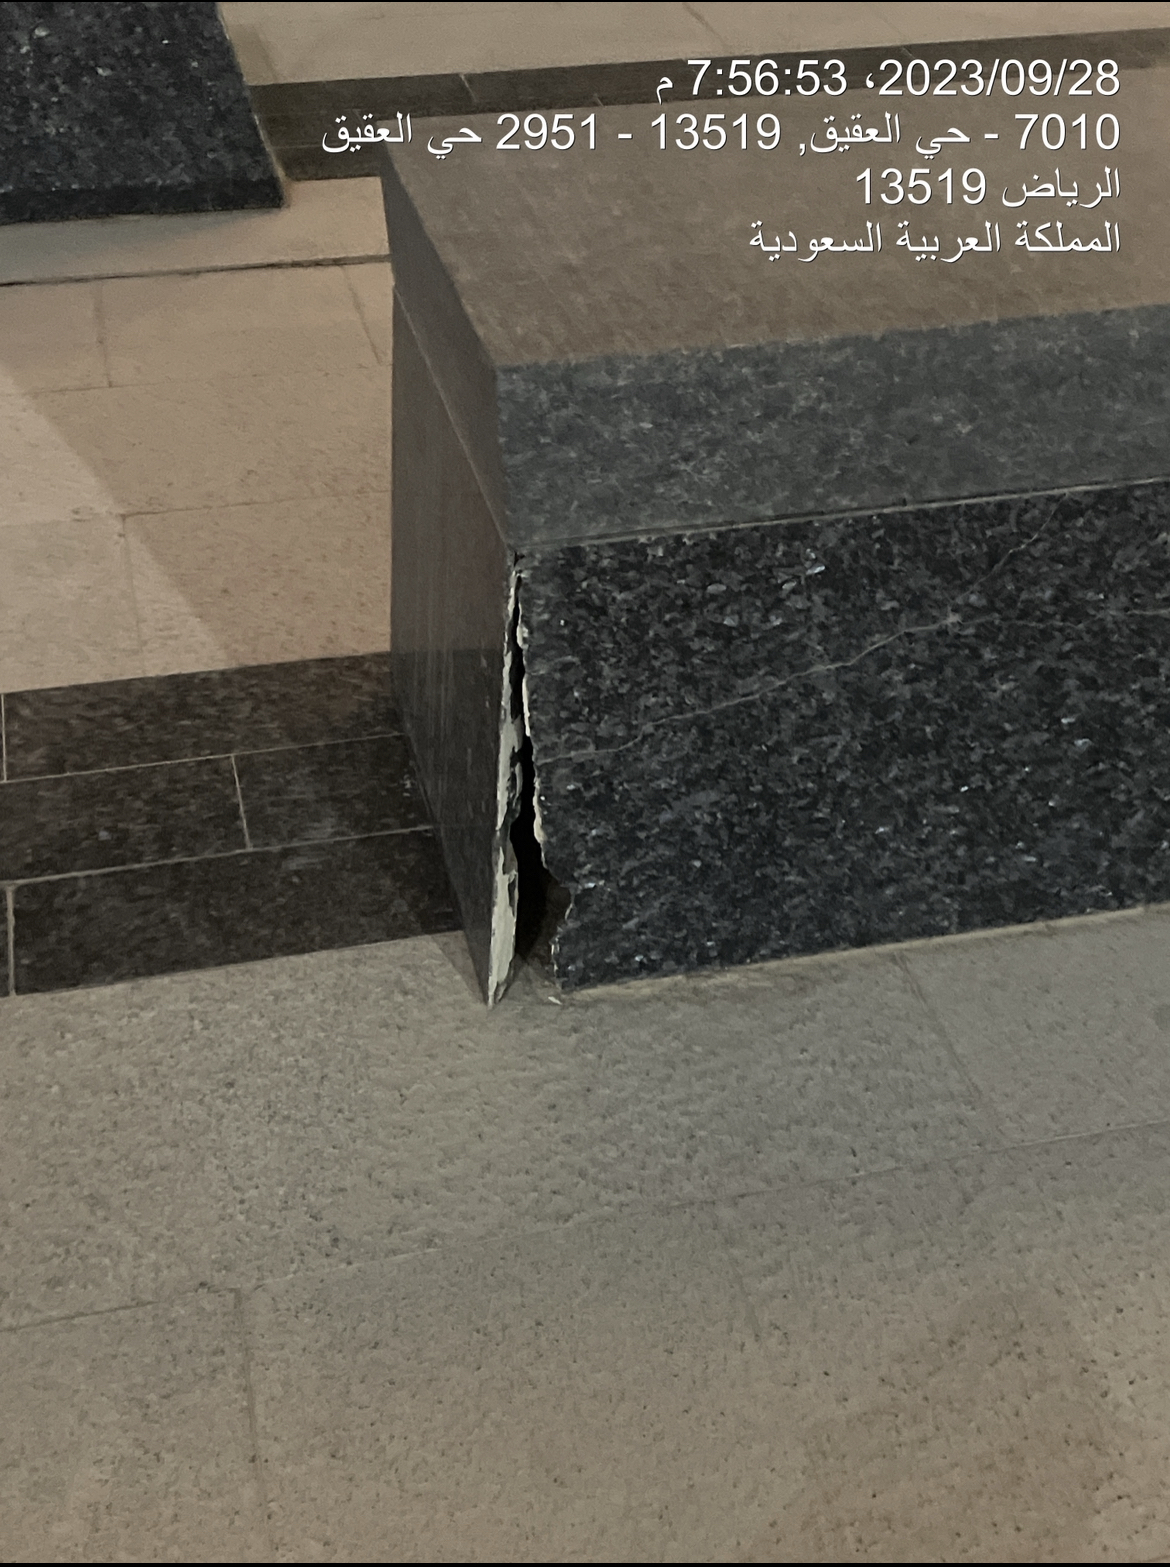 2023/09/28، 7:56:53 م
7010 - حي العقيق, 13519 - 2951 حي العقيق
الرياض 13519
المملكة العربية السعودية